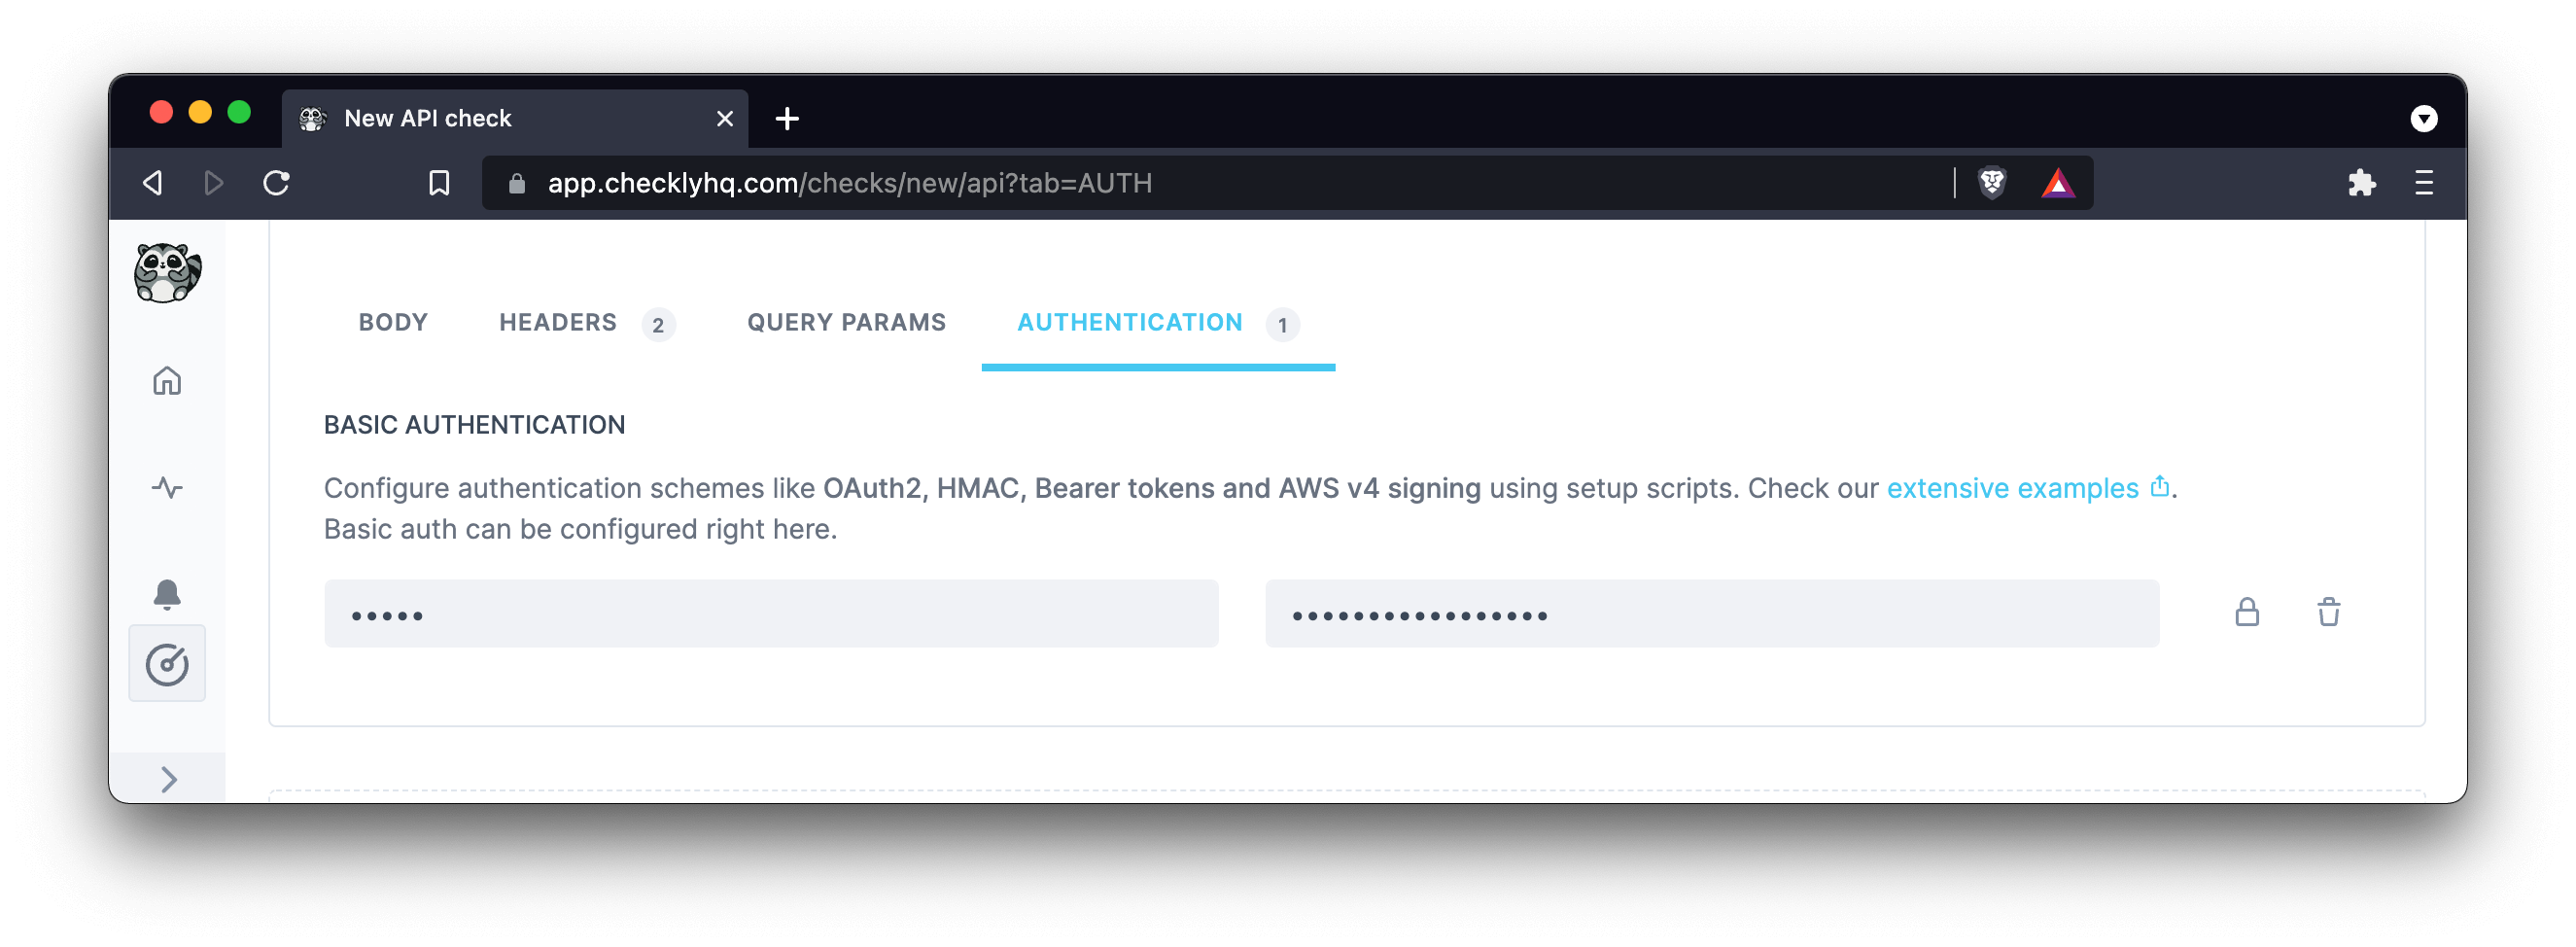 New API check
app.checklyhq.com/checks/new/api?tab=AUTH
BODY HEADERS 2 QUERY PARAMS AUTHENTICATION 1
BASIC AUTHENTICATION
Configure authentication schemes like OAuth2, HMAC, Bearer tokens and AWS v4 signing using setup scripts. Check our extensive examples.
Basic auth can be configured right here.
••••• •••••••••••••••••